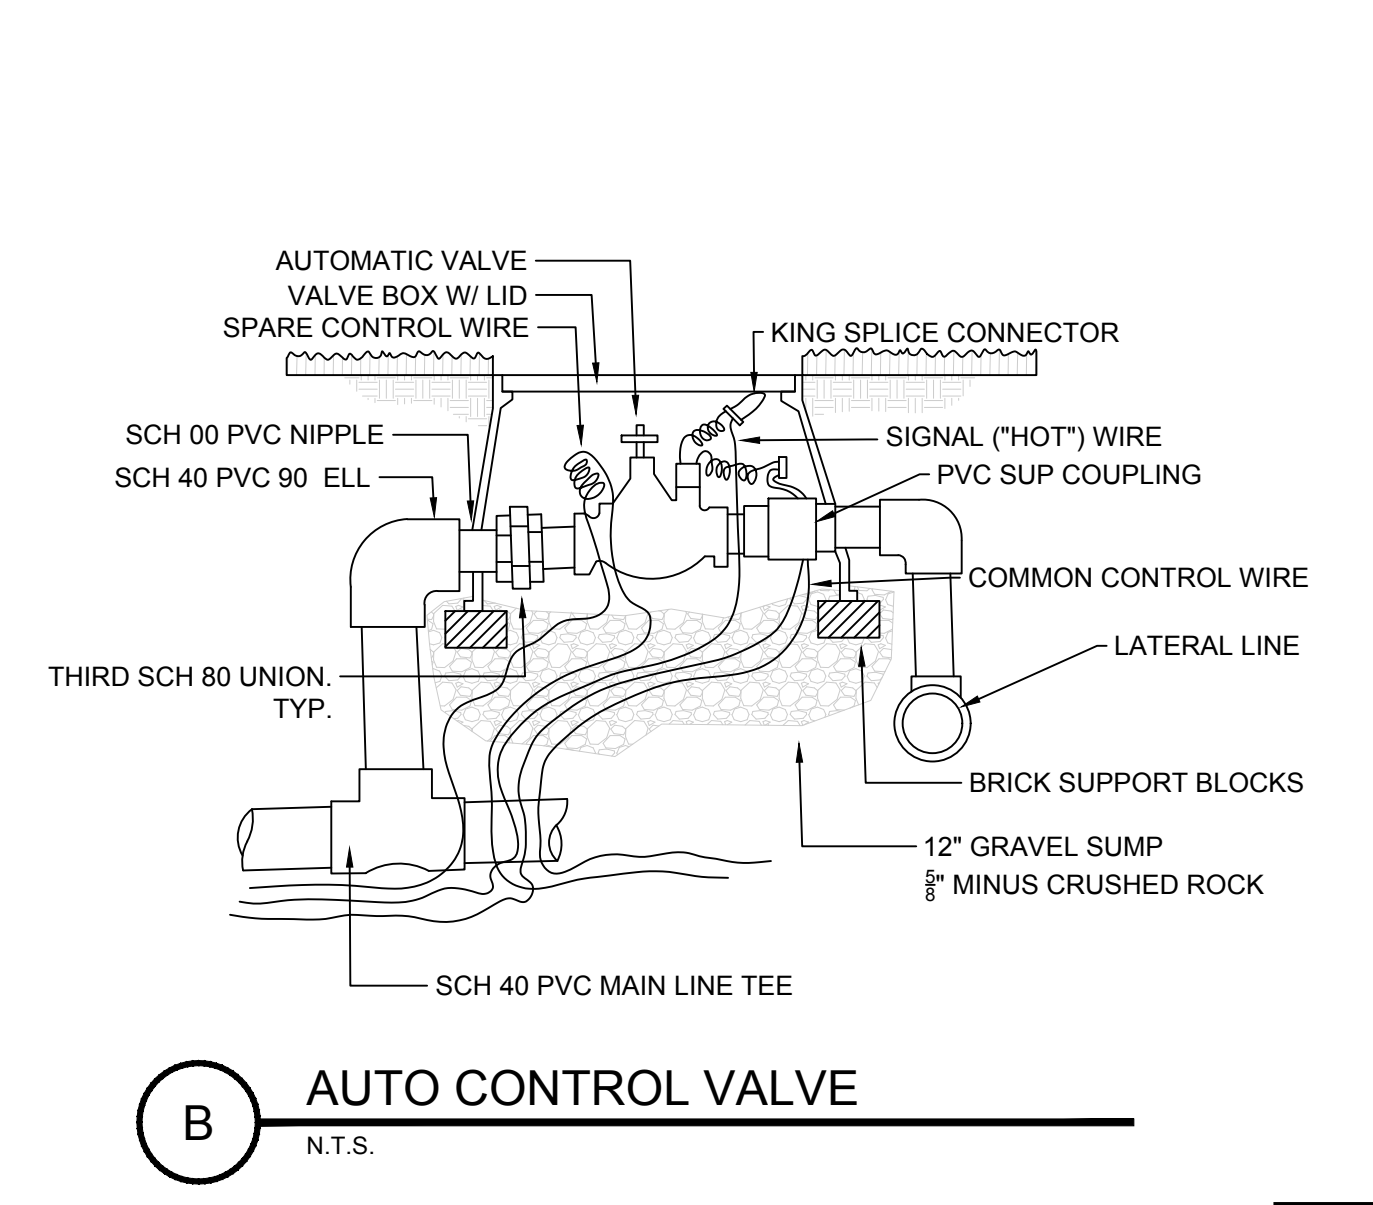 AUTOMATIC VALVE
VALVE BOX W/ LID
SPARE CONTROL WIRE
KING SPLICE CONNECTOR
SCH 00 PVC NIPPLE
SIGNAL ("HOT") WIRE
SCH 40 PVC 90 ELL
PVC SUP COUPLING
COMMON CONTROL WIRE
LATERAL LINE
THIRD SCH 80 UNION.
TYP.
BRICK SUPPORT BLOCKS
12" GRAVEL SUMP
5/8" MINUS CRUSHED ROCK
SCH 40 PVC MAIN LINE TEE
B
AUTO CONTROL VALVE
N.T.S.